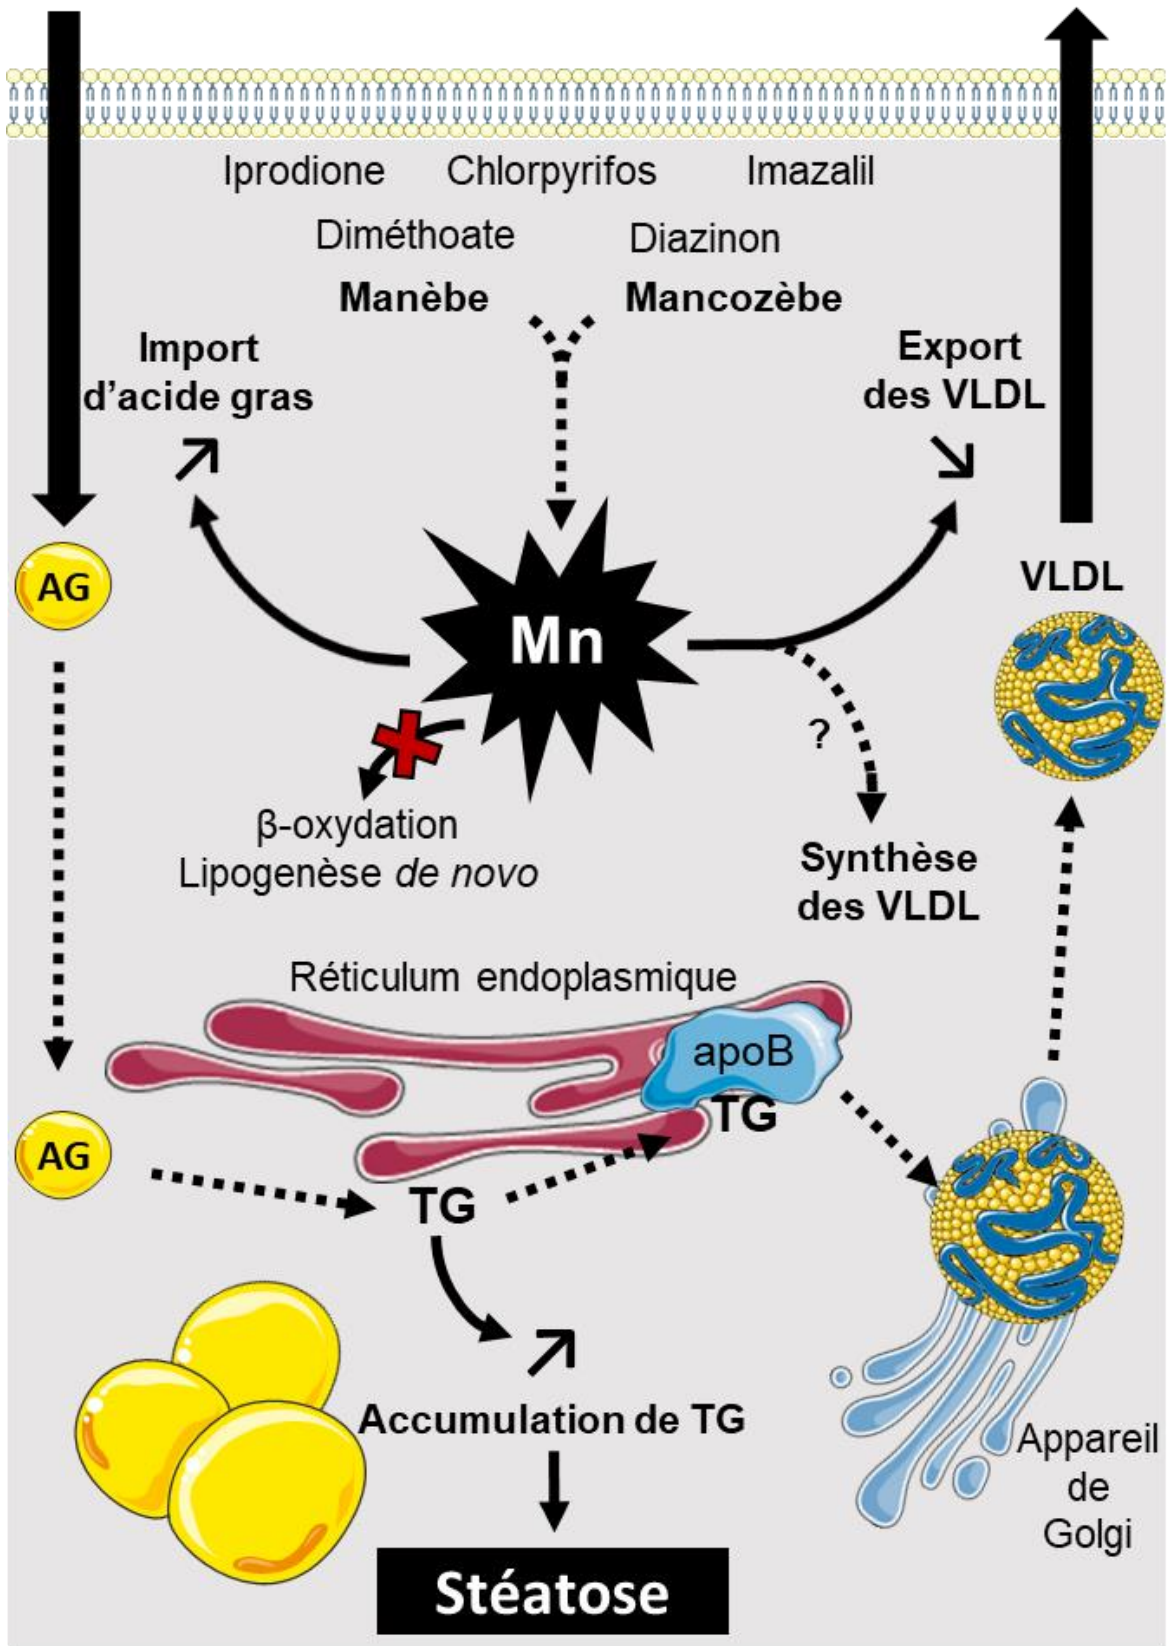 Iprodione
Chlorpyrifos
Imazalil
Diméthoate
Diazinon
Manèbe
Mancozèbe
Import
d'acide gras
Export
des VLDL
AG
Mn
VLDL
?
β-oxydation
Lipogenèse de novo
Synthèse
des VLDL
Réticulum endoplasmique
apoB
TG
AG
TG
Accumulation de TG
Appareil
de
Golgi
Stéatose